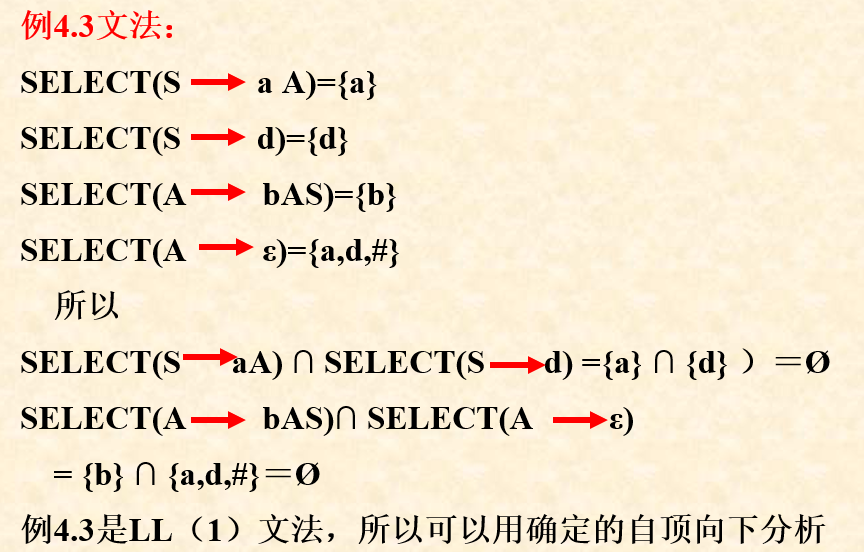 例4.3文法：
SELECT(S → a A)={a}
SELECT(S → d)={d}
SELECT(A → bAS)={b}
SELECT(A → ε)={a,d,#}
所以
SELECT(S → aA) ∩ SELECT(S → d) ={a} ∩ {d} ）＝Ø
SELECT(A → bAS)∩ SELECT(A → ε)
= {b} ∩ {a,d,#}＝Ø
例4.3是LL（1）文法，所以可以用确定的自顶向下分析